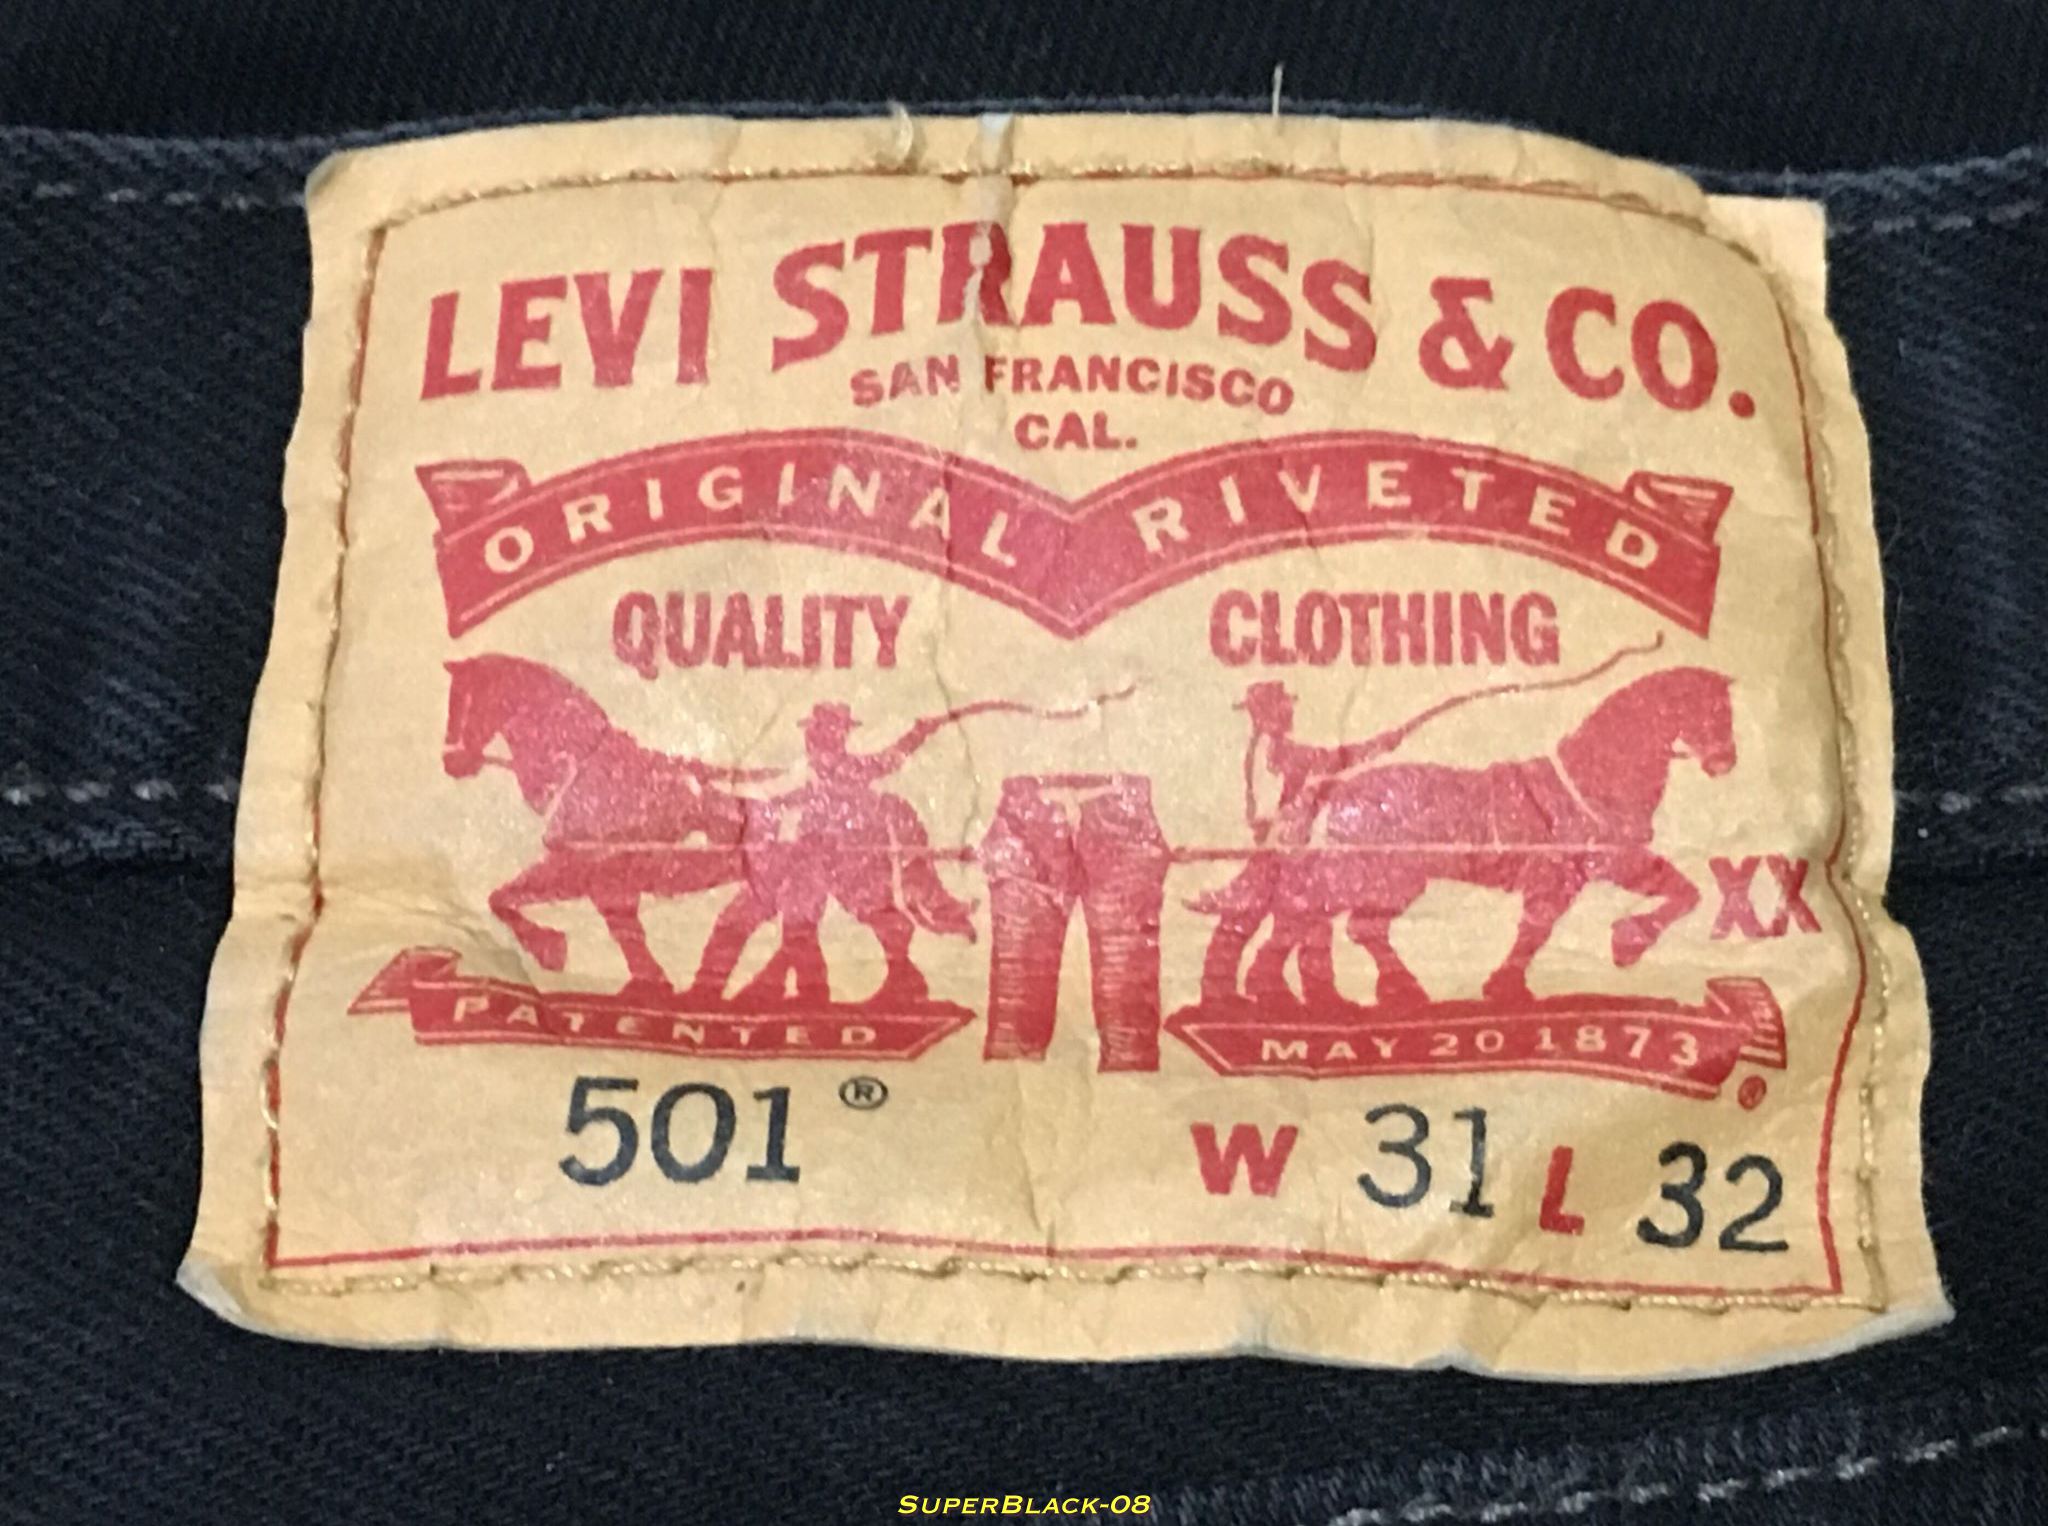 LEVI STRAUSS & CO.
SAN FRANCISCO
CAL.
ORIGINAL RIVETED
QUALITY CLOTHING
XX
PATENTED MAY 20 1873
®
501® W 31 L 32
SUPERBLACK-08